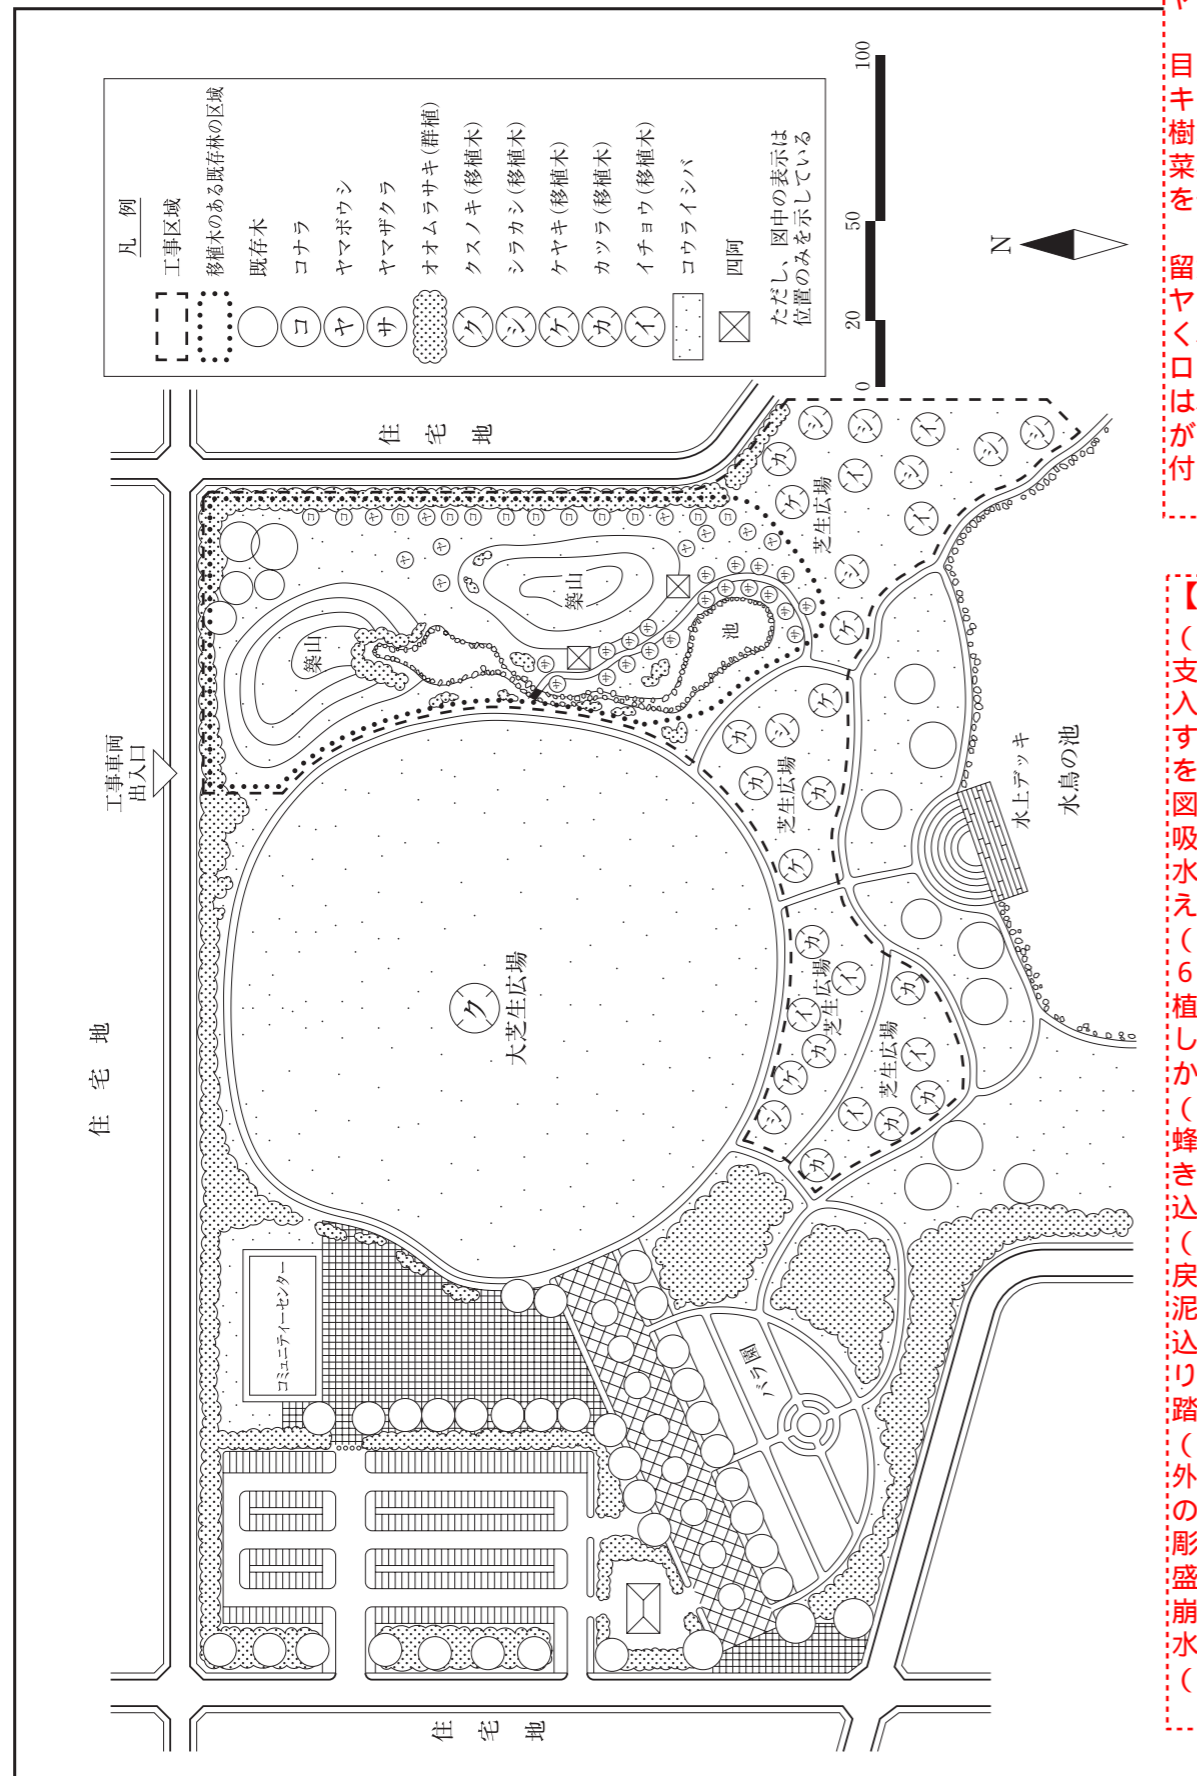 凡例
工事区域
移植木のある既存林の区域
既存木
コ コナラ
ヤ ヤマボウシ
サ ヤマザクラ
オオムラサキ(群植)
ク クスノキ(移植木)
シ シラカシ(移植木)
ケ ケヤキ(移植木)
カ カツラ(移植木)
イ イチョウ(移植木)
コウライシバ
四阿
ただし、図中の表示は
位置のみを示している
0 20 50 100
N
住宅地
住宅地
住宅地
工事車両
出入口
築山
築山
池
大芝生広場
ク
芝生広場
芝生広場
芝生広場
芝生広場
水上デッキ
水鳥の池
コミュニティーセンター
バラ園
目
キ
樹
菜
を
留
ヤ
く
ロ
は
が
付
【
(
支
入
す
を
図
吸
水
え
(
6
植
し
か
(
蜂
き
込
(
戻
泥
込
り
踏
(
外
の
彫
盛
崩
水
(